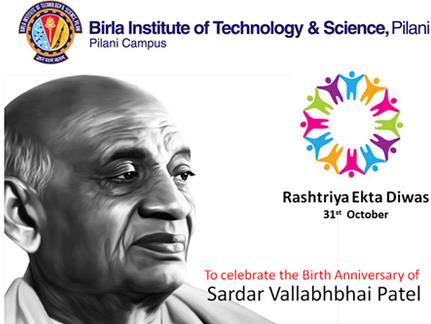 Birla Institute of Technology & Science, Pilani
Pilani Campus
Rashtriya Ekta Diwas
31st October
To celebrate the Birth Anniversary of
Sardar Vallabhbhai Patel